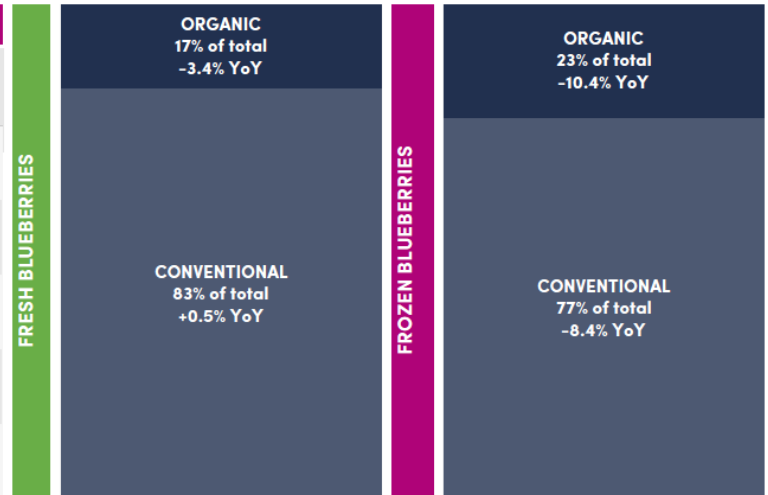 FRESH BLUEBERRIES
ORGANIC
17% of total
-3.4% YoY
CONVENTIONAL
83% of total
+0.5% YoY
FROZEN BLUEBERRIES
ORGANIC
23% of total
-10.4% YoY
CONVENTIONAL
77% of total
-8.4% YoY